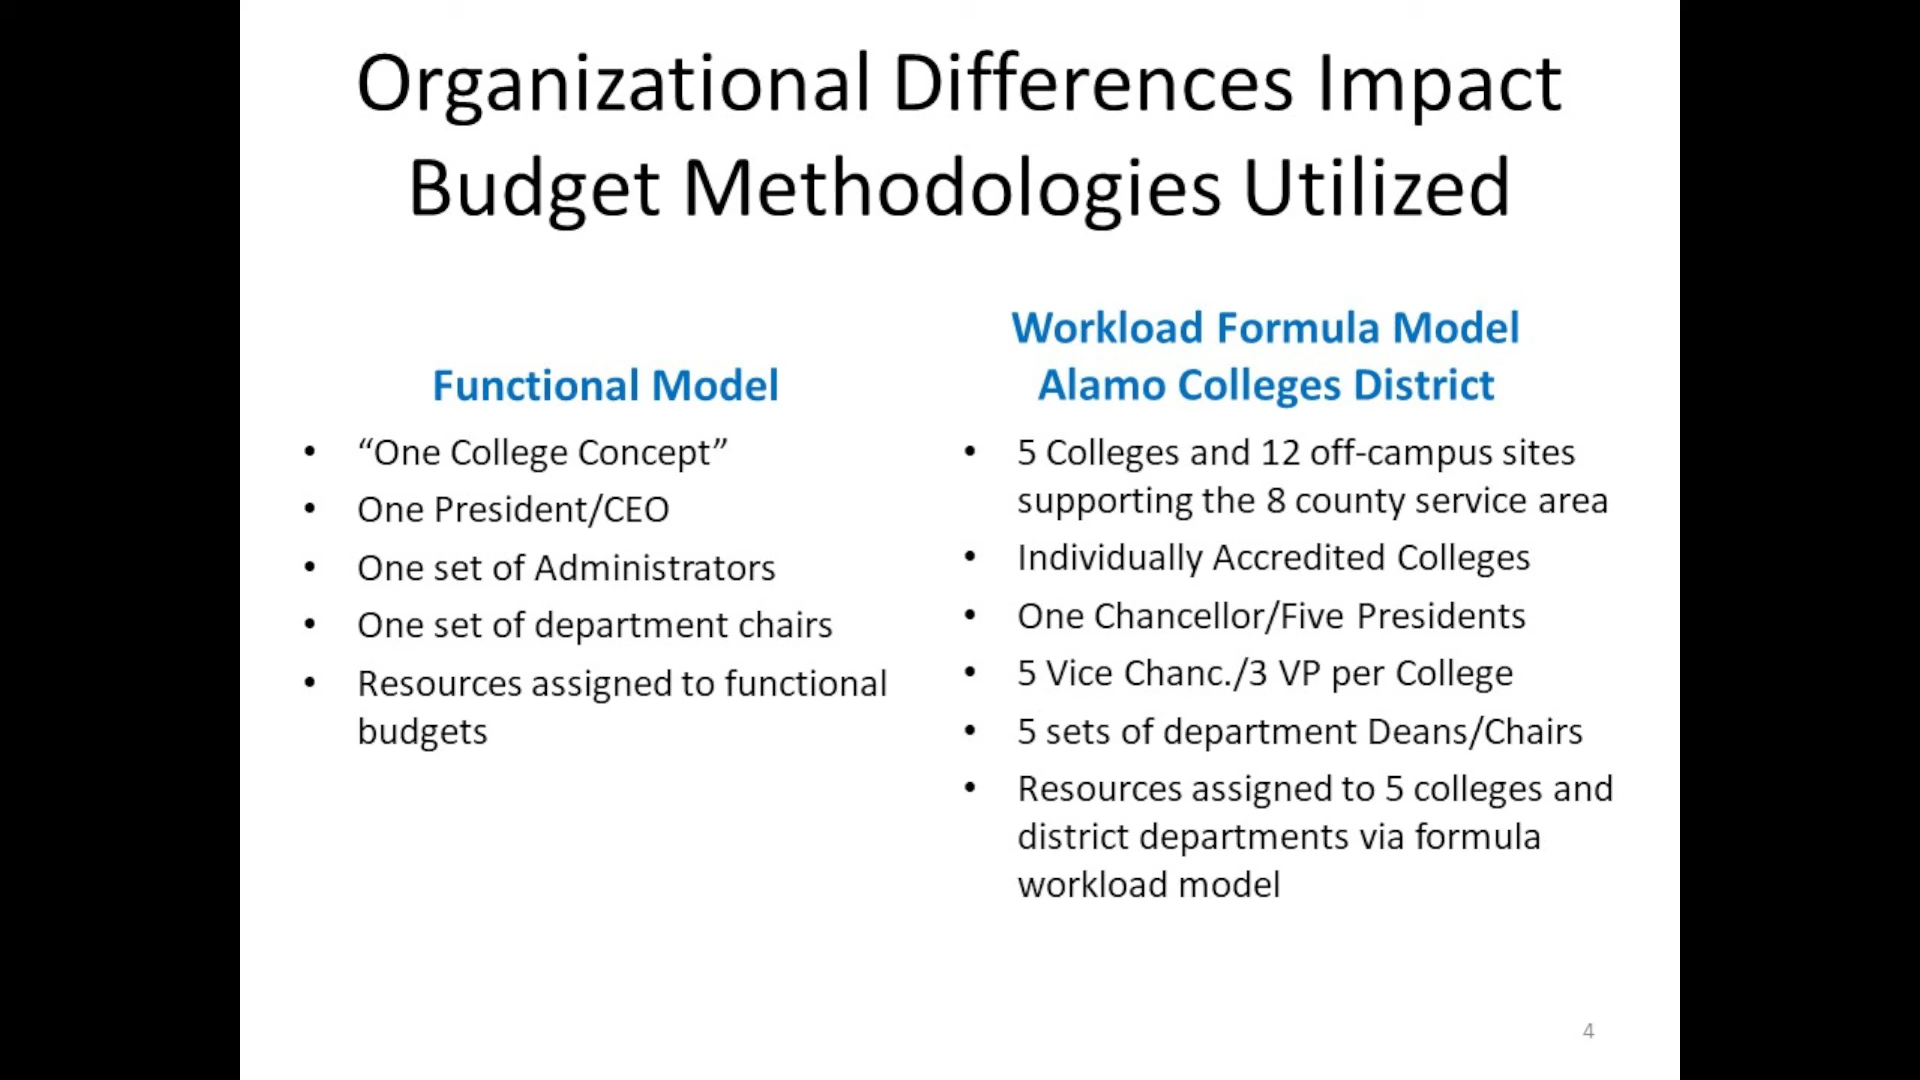 Organizational Differences Impact
Budget Methodologies Utilized
Functional Model
• “One College Concept”
• One President/CEO
• One set of Administrators
• One set of department chairs
• Resources assigned to functional
budgets
Workload Formula Model
Alamo Colleges District
• 5 Colleges and 12 off-campus sites
supporting the 8 county service area
• Individually Accredited Colleges
• One Chancellor/Five Presidents
• 5 Vice Chanc./3 VP per College
• 5 sets of department Deans/Chairs
• Resources assigned to 5 colleges and
district departments via formula
workload model
4